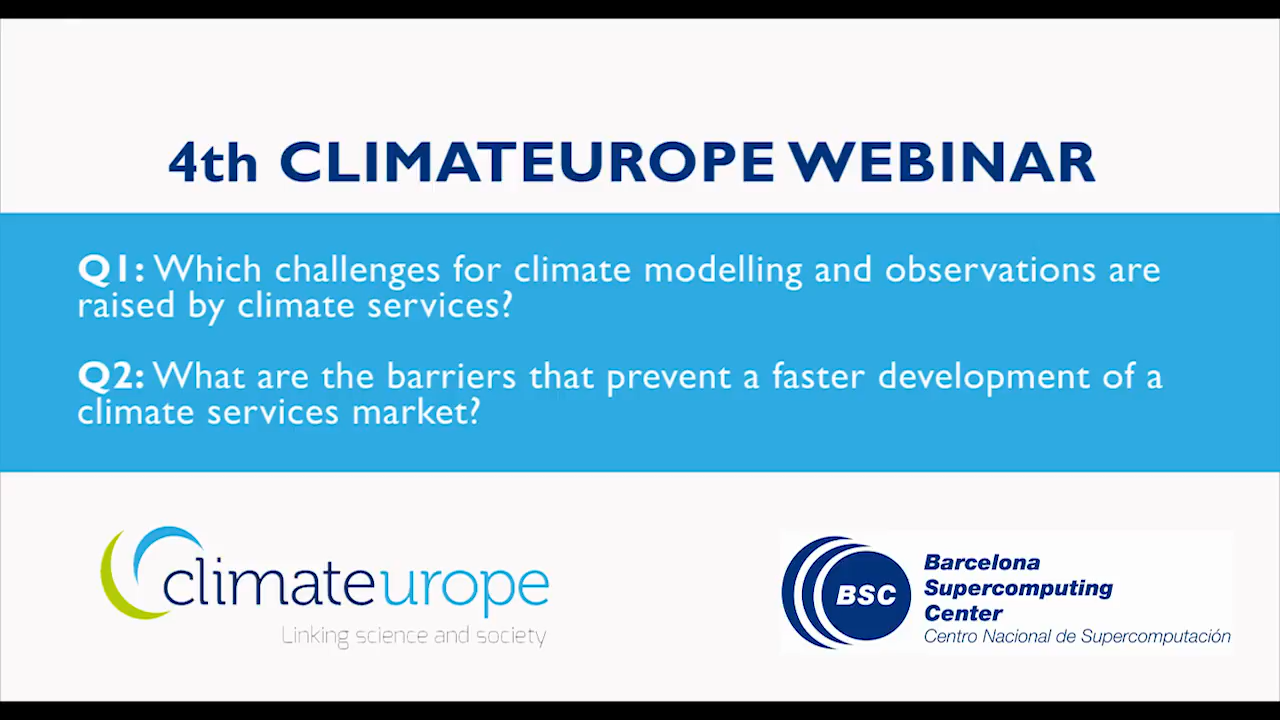 4th CLIMATEUROPE WEBINAR
Q1: Which challenges for climate modelling and observations are
raised by climate services?
Q2: What are the barriers that prevent a faster development of a
climate services market?
climateurope
Linking science and society
BSC
Barcelona
Supercomputing
Center
Centro Nacional de Supercomputación